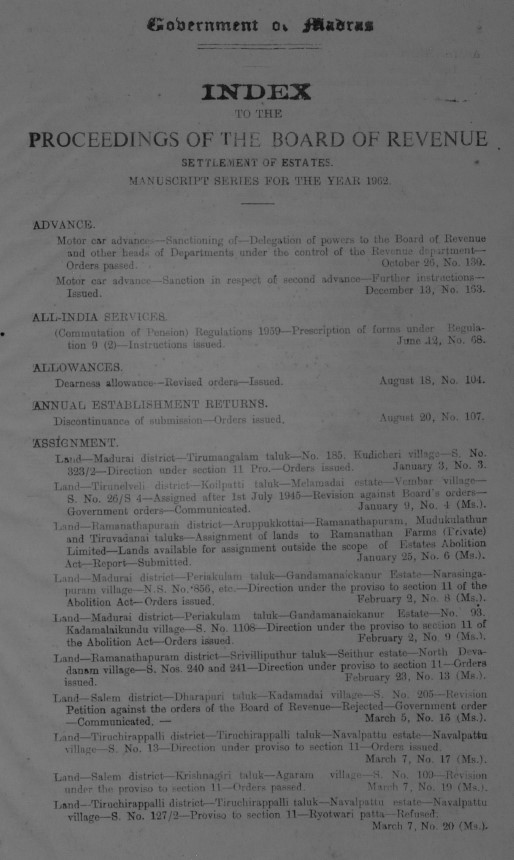 Government of Madras
INDEX
TO THE
PROCEEDINGS OF THE BOARD OF REVENUE
SETTLEMENT OF ESTATES.
MANUSCRIPT SERIES FOR THE YEAR 1962.
ADVANCE.
Motor car advances—Sanctioning of—Delegation of powers to the Board of Revenue
and other heads of Departments under the control of the Revenue department—
Orders passed. October 26, No. 139.
Motor car advance—Sanction in respect of second advance—Further instructions—
Issued. December 13, No. 163.
ALL-INDIA SERVICES.
(Commutation of Pension) Regulations 1959—Prescription of forms under Regula-
tion 9 (2)—Instructions issued. June 12, No. 68.
ALLOWANCES.
Dearness allowance—Revised orders—Issued. August 18, No. 104.
ANNUAL ESTABLISHMENT RETURNS.
Discontinuance of submission—Orders issued. August 20, No. 107.
ASSIGNMENT.
Land—Madurai district—Tirumangalam taluk—No. 185, Kudicheri village—S. No.
323/2—Direction under section 11 Pro.—Orders issued. January 3, No. 3.
Land—Tirunelveli district—Koilpatti taluk—Melamadai estate—Vembar village—
S. No. 26/S 4—Assigned after 1st July 1945—Revision against Board's orders—
Government orders—Communicated. January 9, No. 4 (Ms.).
Land—Ramanathapuram district—Aruppukkottai—Ramanathapuram, Mudukulathur
and Tiruvadanai taluks—Assignment of lands to Ramanathan Farms (Private)
Limited—Lands available for assignment outside the scope of Estates Abolition
Act—Report—Submitted. January 25, No. 6 (Ms.).
Land—Madurai district—Periakulam taluk—Gandamanaickanur Estate—Narasinga-
puram village—N.S. No. 856, etc.—Direction under the proviso to section 11 of the
Abolition Act—Orders issued. February 2, No. 8 (Ms.).
Land—Madurai district—Periakulam taluk—Gandamanaickanur Estate—No. 93,
Kadamalaikundu village—S. No. 1108—Direction under the proviso to section 11 of
the Abolition Act—Orders issued. February 2, No 9 (Ms.).
Land—Ramanathapuram district—Srivilliputhur taluk—Seithur estate—North Deva-
danam village—S. Nos. 240 and 241—Direction under proviso to section 11—Orders
issued. February 23, No. 13 (Ms.).
Land—Salem district—Dharapuri taluk—Kadamadai village—S. No. 205—Revision
Petition against the orders of the Board of Revenue—Rejected—Government order
—Communicated. — March 5, No. 16 (Ms.).
Land—Tiruchirappalli district—Tiruchirappalli taluk—Navalpattu estate—Navalpattu
village—S. No. 13—Direction under proviso to section 11—Orders issued.
March 7, No. 17 (Ms.).
Land—Salem district—Krishnagiri taluk—Agaram village—S. No. 109—Revision
under the proviso to section 11—Orders passed. March 7, No. 19 (Ms.).
Land—Tiruchirappalli district—Tiruchirappalli taluk—Navalpattu estate—Navalpattu
village—S. No. 127/2—Proviso to section 11—Ryotwari patta—Refused.
March 7, No. 20 (Ms.).